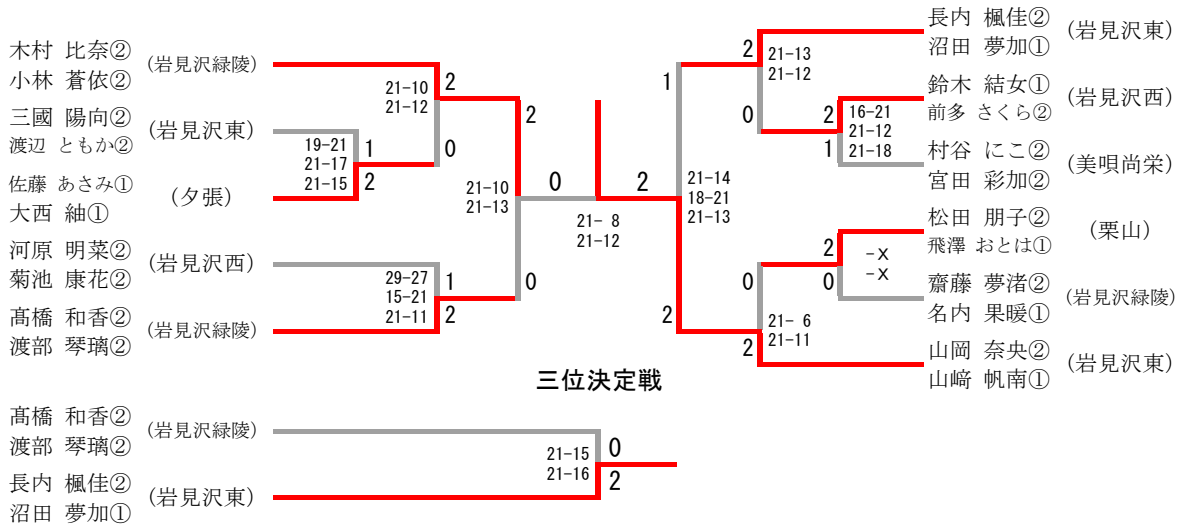 木村 比奈②
小林 蒼依②
(岩見沢緑陵)
三國 陽向②
渡辺 ともか②
(岩見沢東)
佐藤 あさみ①
大西 紬①
(夕張)
河原 明菜②
菊池 康花②
(岩見沢西)
髙橋 和香②
渡部 琴璃②
(岩見沢緑陵)
19-21
21-17
21-15
1
2
21-10
21-12
2
0
29-27
15-21
21-11
1
2
21-10
21-13
2
0
0
2
21- 8
21-12
1
2
21-14
18-21
21-13
2
0
21-13
21-12
2
1
16-21
21-12
21-18
0
2
21- 6
21-11
2
0
-X
-X
長内 楓佳②
沼田 夢加①
(岩見沢東)
鈴木 結女①
前多 さくら②
(岩見沢西)
村谷 にこ②
宮田 彩加②
(美唄尚栄)
松田 朋子②
飛澤 おとは①
(栗山)
齋藤 夢渚②
名内 果暖①
(岩見沢緑陵)
山岡 奈央②
山﨑 帆南①
(岩見沢東)
三位決定戦
髙橋 和香②
渡部 琴璃②
(岩見沢緑陵)
長内 楓佳②
沼田 夢加①
(岩見沢東)
21-15
21-16
0
2